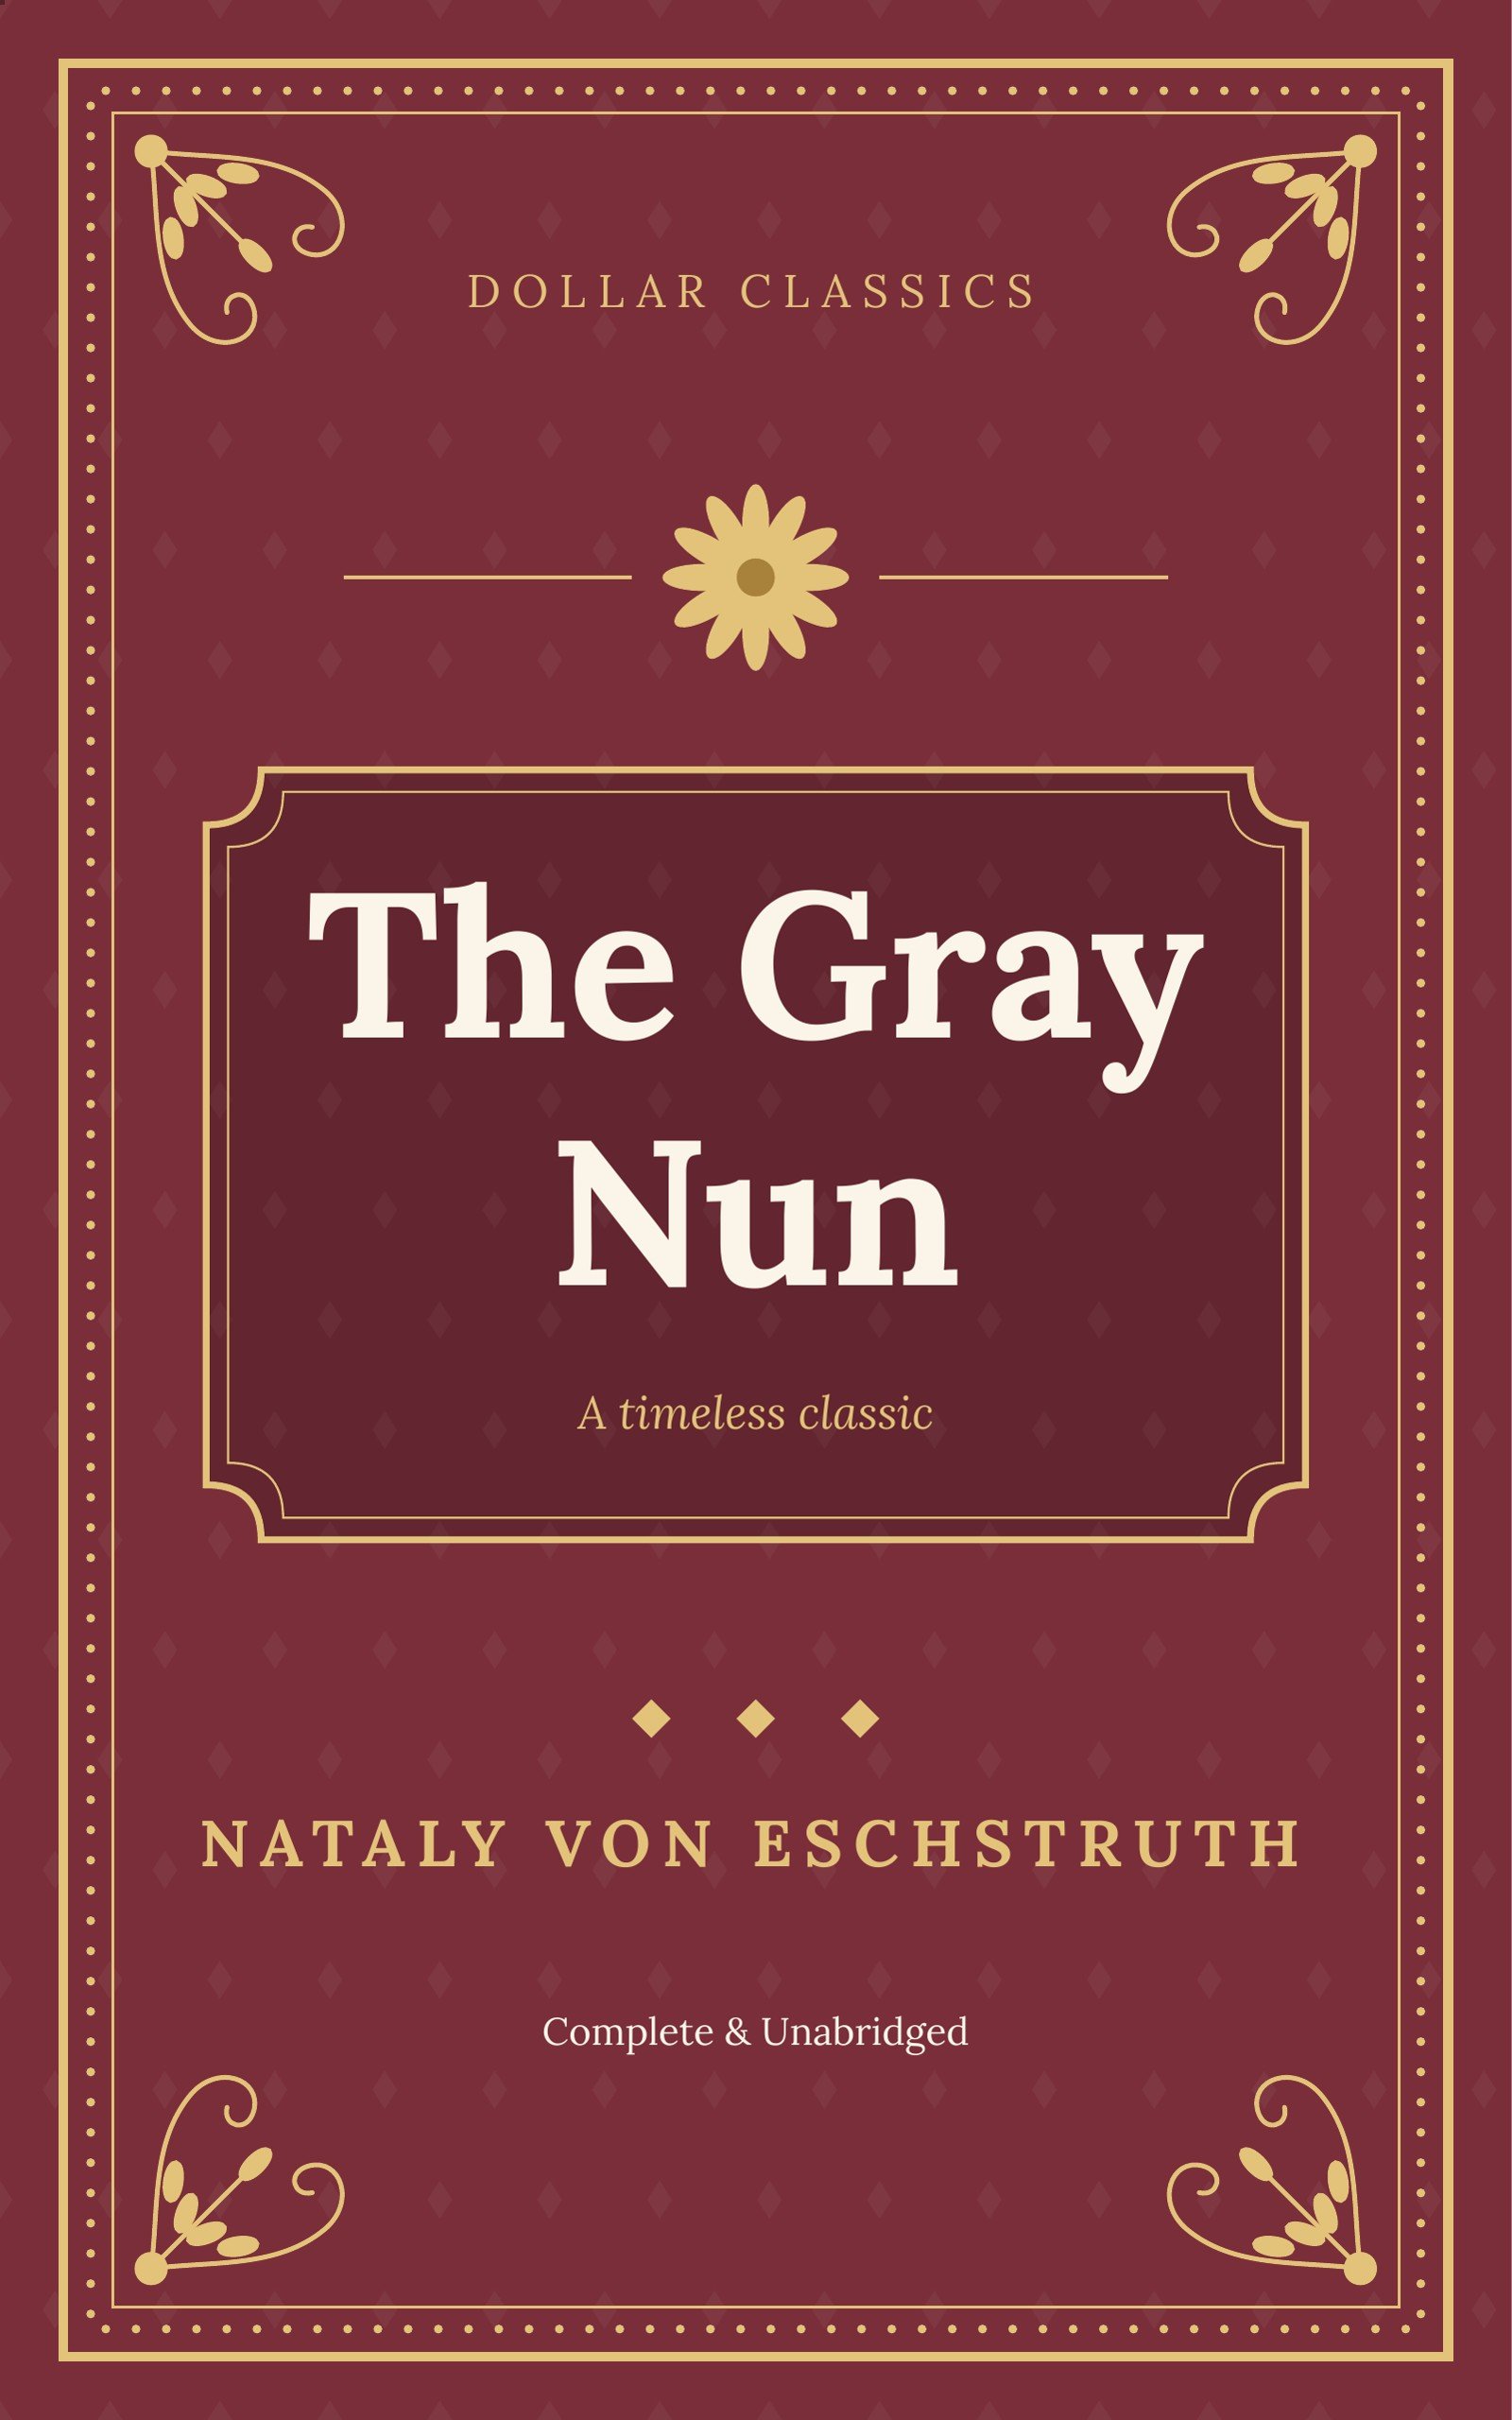 DOLLAR CLASSICS
The Gray
Nun
A timeless classic
NATALY VON ESCHSTRUTH
Complete & Unabridged